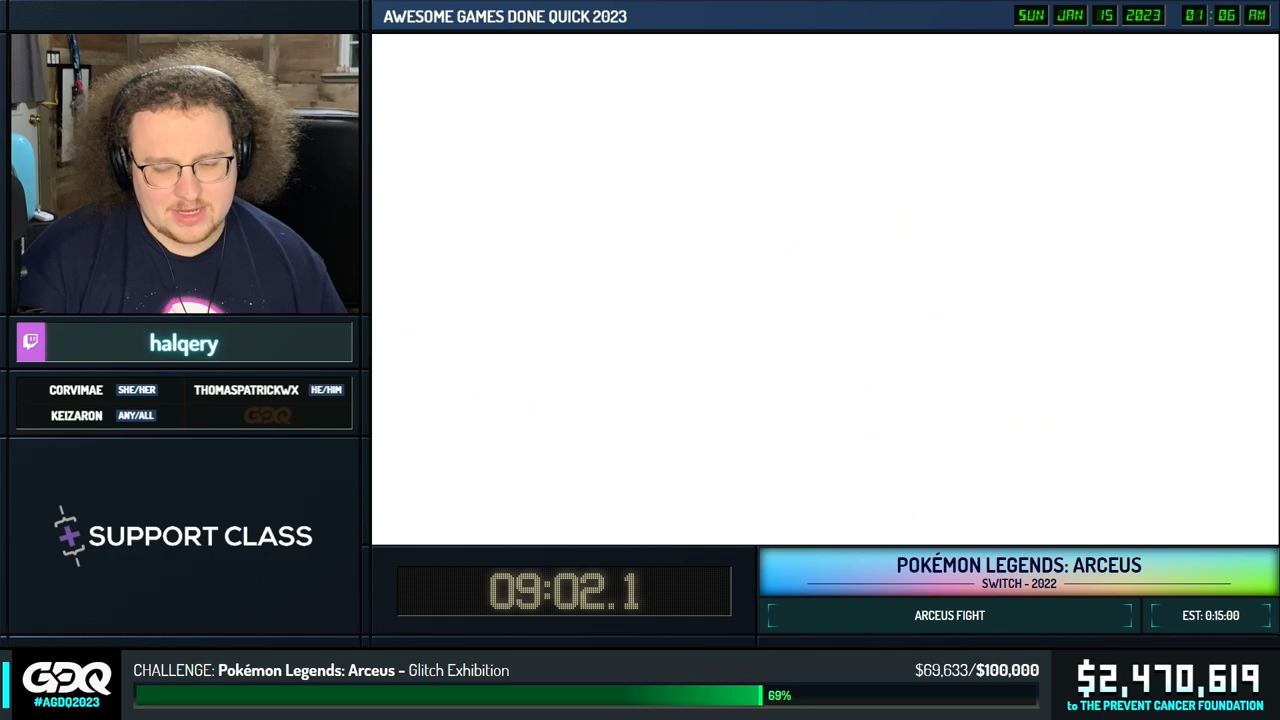 AWESOME GAMES DONE QUICK 2023
SUN JAN 15 2023 01:06 AM
halqery
CORVIMAE SHE/HER THOMASPATRICKWX HE/HIM
KEIZARON ANY/ALL GDQ
SUPPORT CLASS
09:02.1
POKÉMON LEGENDS: ARCEUS
SWITCH - 2022
ARCEUS FIGHT
EST: 0:15:00
GDQ
#AGDQ2023
CHALLENGE: Pokémon Legends: Arceus - Glitch Exhibition
$69,633/$100,000
69%
$2,470,619
to THE PREVENT CANCER FOUNDATION